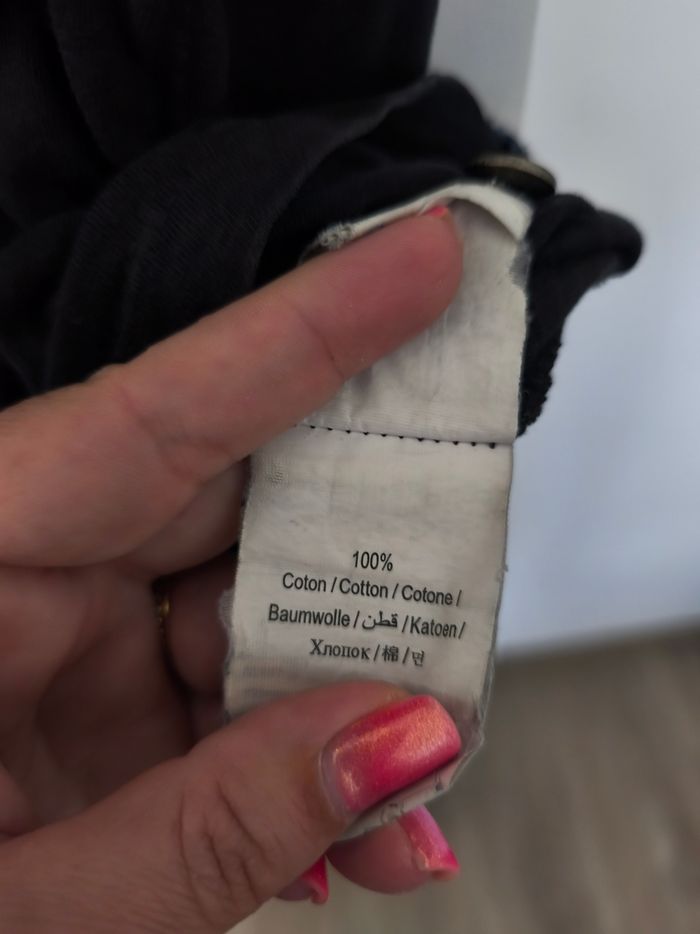 100%
Coton / Cotton / Cotone /
Baumwolle / قطن / Katoen /
Хлопок / 棉 / 면